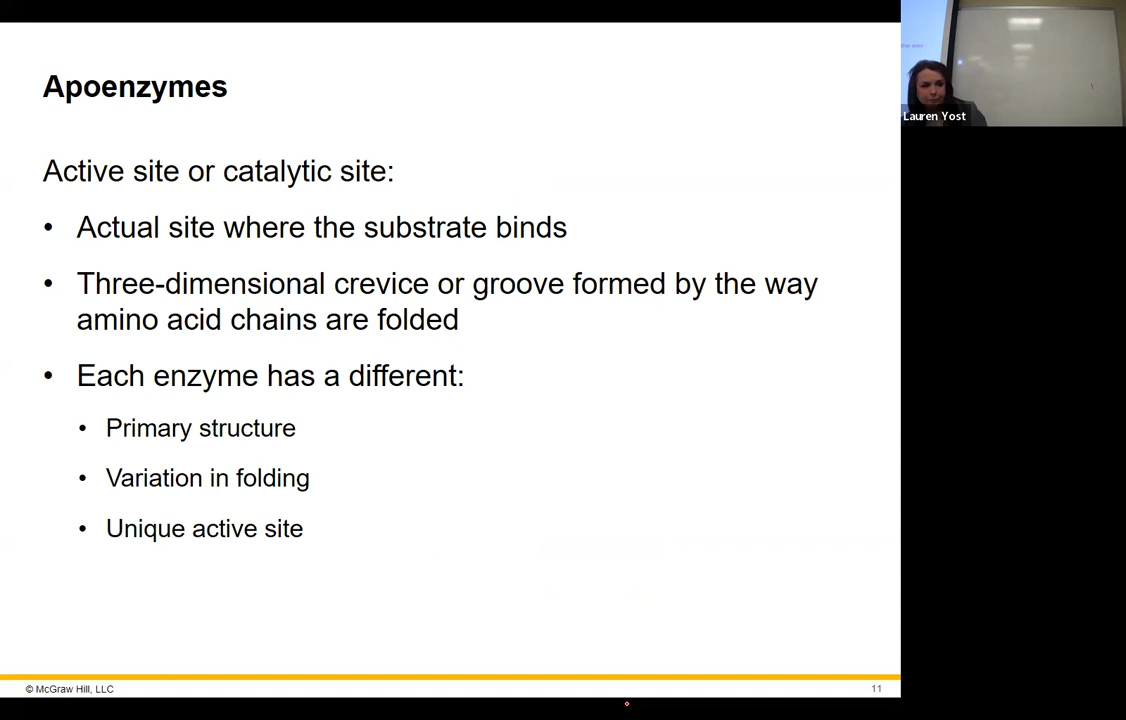 Apoenzymes
Active site or catalytic site:
• Actual site where the substrate binds
• Three-dimensional crevice or groove formed by the way
amino acid chains are folded
• Each enzyme has a different:
• Primary structure
• Variation in folding
• Unique active site
© McGraw Hill, LLC
11
Lauren Yost